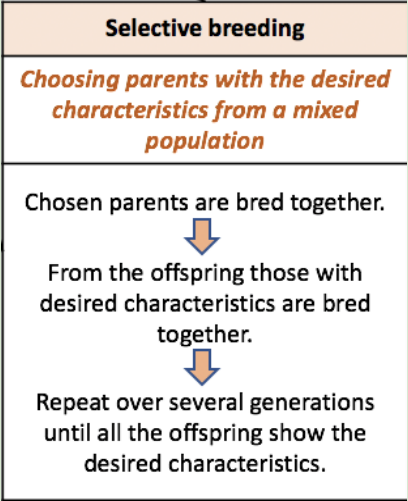 Selective breeding
Choosing parents with the desired
characteristics from a mixed
population
Chosen parents are bred together.
From the offspring those with
desired characteristics are bred
together.
Repeat over several generations
until all the offspring show the
desired characteristics.